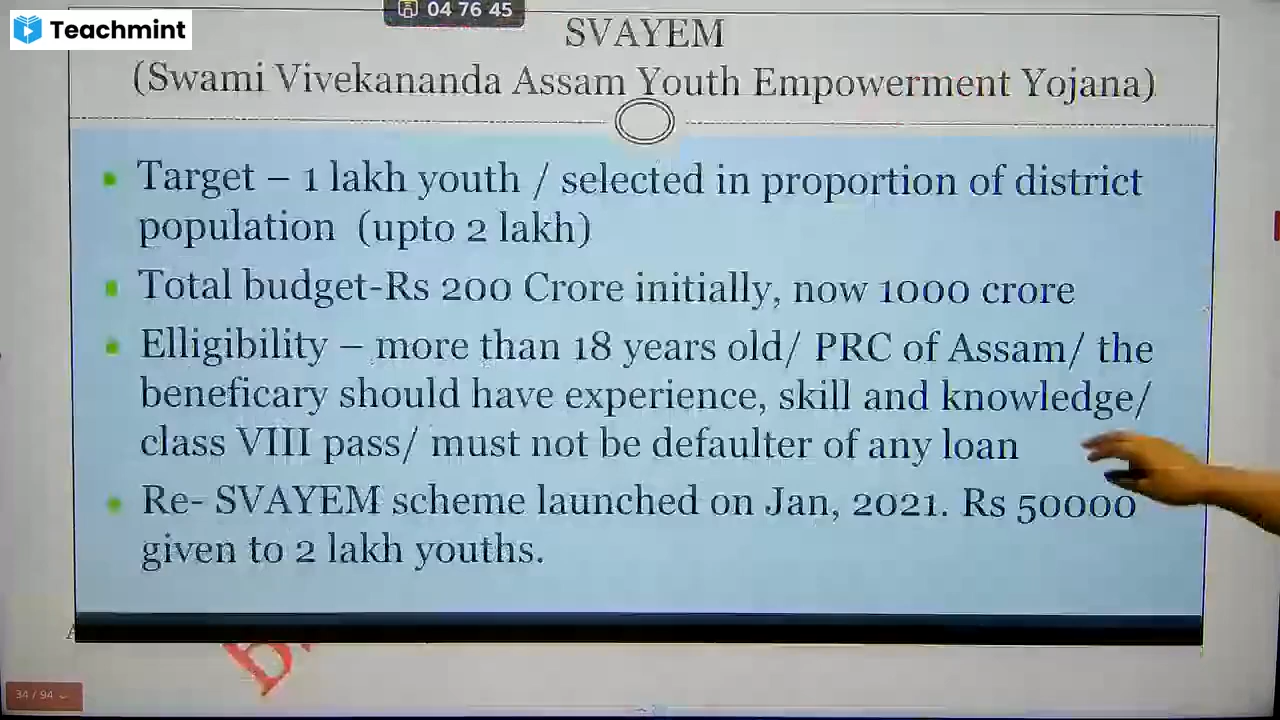 Teachmint
04 76 45
SVAYEM
(Swami Vivekananda Assam Youth Empowerment Yojana)
Target – 1 lakh youth / selected in proportion of district
population (upto 2 lakh)
Total budget-Rs 200 Crore initially, now 1000 crore
Elligibility – more than 18 years old/ PRC of Assam/ the
beneficary should have experience, skill and knowledge/
class VIII pass/ must not be defaulter of any loan
Re- SVAYEM scheme launched on Jan, 2021. Rs 50000
given to 2 lakh youths.
34 / 94